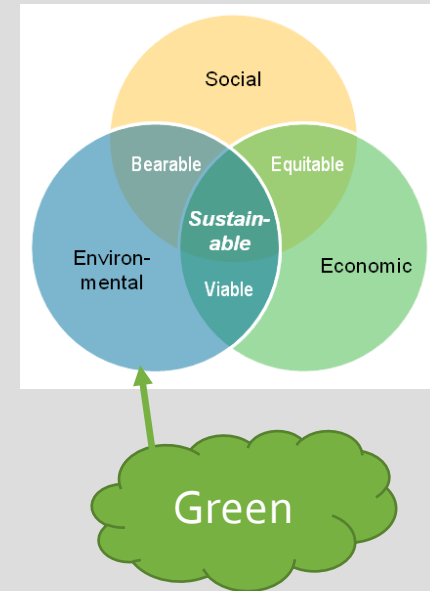 Social
Bearable
Equitable
Sustain-
able
Environ-
mental
Economic
Viable
Green